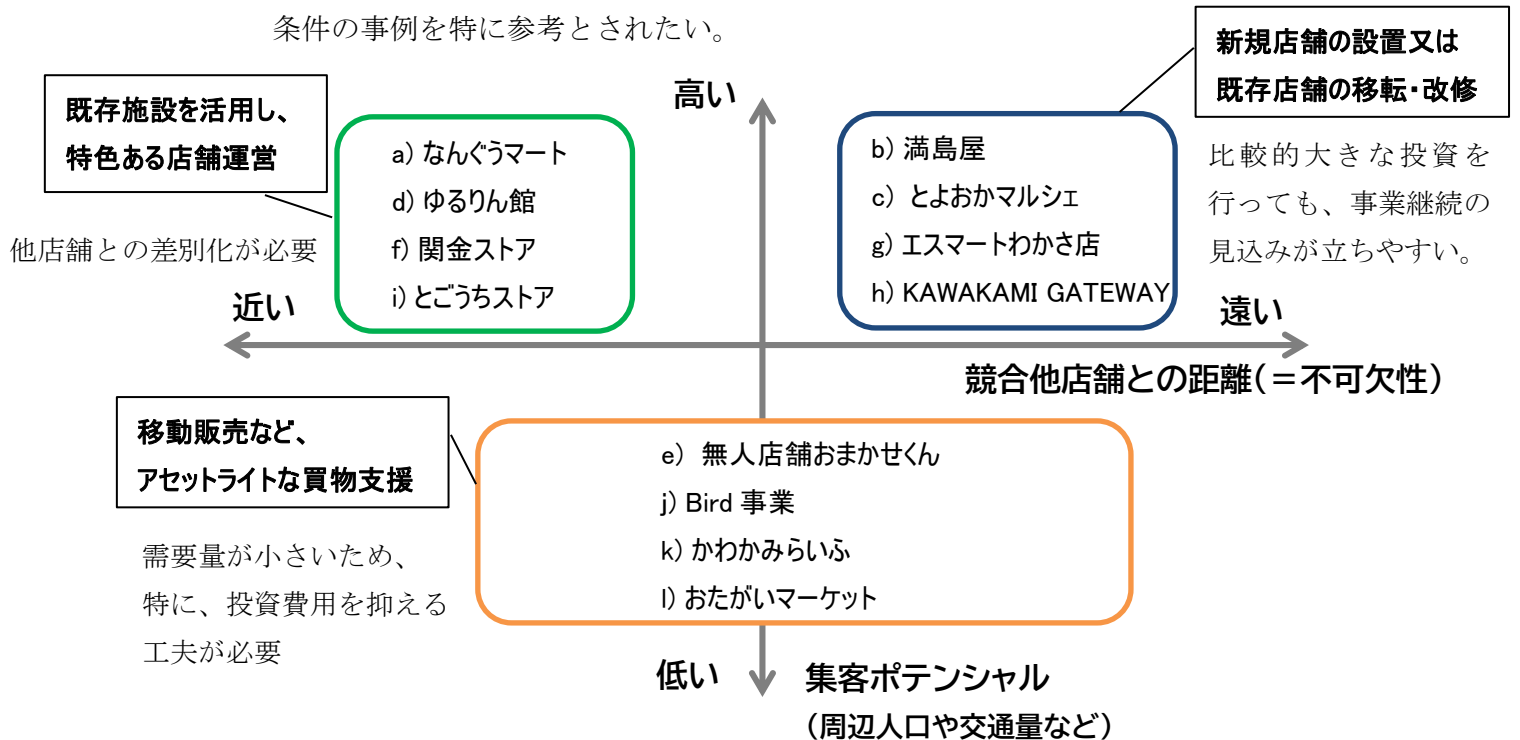 条件の事例を特に参考とされたい。
新規店舗の設置又は
既存店舗の移転・改修
比較的大きな投資を
行っても、事業継続の
見込みが立ちやすい。
既存施設を活用し、
特色ある店舗運営
他店舗との差別化が必要
高い
a) なんぐうマート
d) ゆるりん館
f) 関金ストア
i) とごうちストア
b) 満島屋
c) とよおかマルシェ
g) エスマートわかさ店
h) KAWAKAMI GATEWAY
近い
遠い
競合他店舗との距離(=不可欠性)
移動販売など、
アセットライトな買物支援
需要量が小さいため、
特に、投資費用を抑える
工夫が必要
e) 無人店舗おまかせくん
j) Bird 事業
k) かわかみらいふ
l) おたがいマーケット
低い
集客ポテンシャル
(周辺人口や交通量など)